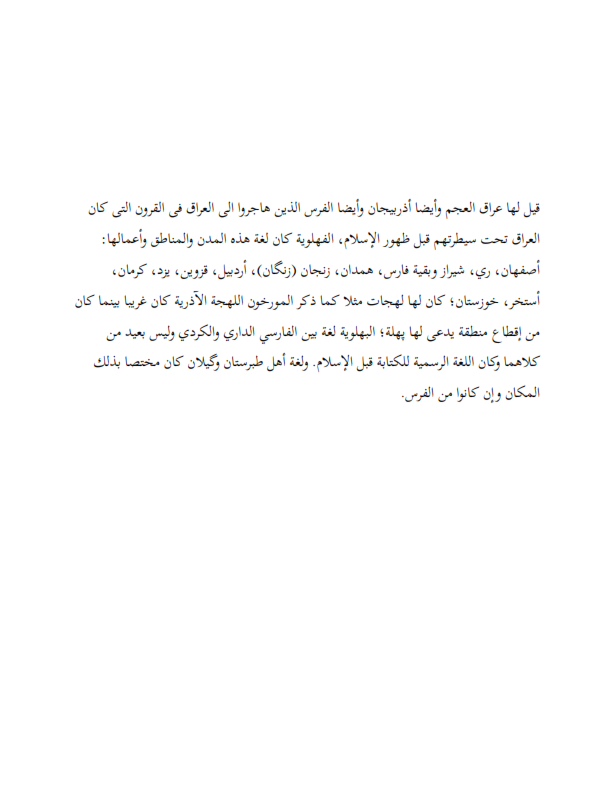 قيل لها عراق العجم وأيضا أذربيجان وأيضا الفرس الذين هاجروا الى العراق فى القرون التى كان
العراق تحت سيطرتهم قبل ظهور الإسلام، الفهلوية كان لغة هذه المدن والمناطق وأعمالها:
أصفهان، ري، شيراز وبقية فارس، همدان، زنجان (زنگان)، أردبيل، قزوين، يزد، كرمان،
أستخر، خوزستان؛ كان لها لهجات مثلا كما ذكر المورخون اللهجة الآذرية كان غريبا بينما كان
من إقطاع منطقة يدعى لها پهلة؛ البهلوية لغة بين الفارسي الداري والكردي وليس بعيد من
كلاهما وكان اللغة الرسمية للكتابة قبل الإسلام. ولغة أهل طبرستان وگيلان كان مختصا بذلك
المكان وإن كانوا من الفرس.